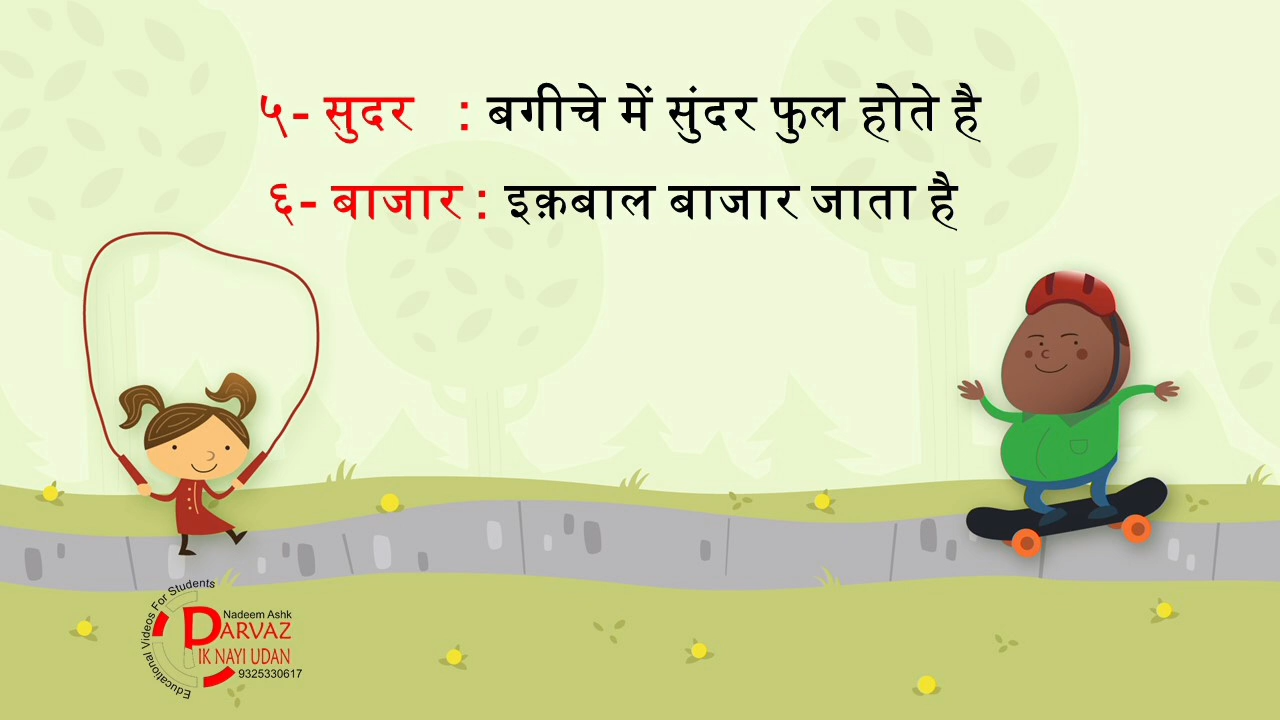 ५- सुदर : बगीचे में सुंदर फुल होते है
६- बाजार : इक़बाल बाजार जाता है
Educational Videos For Students
Nadeem Ashk
PARVAZ
IK NAYI UDAN
9325330617